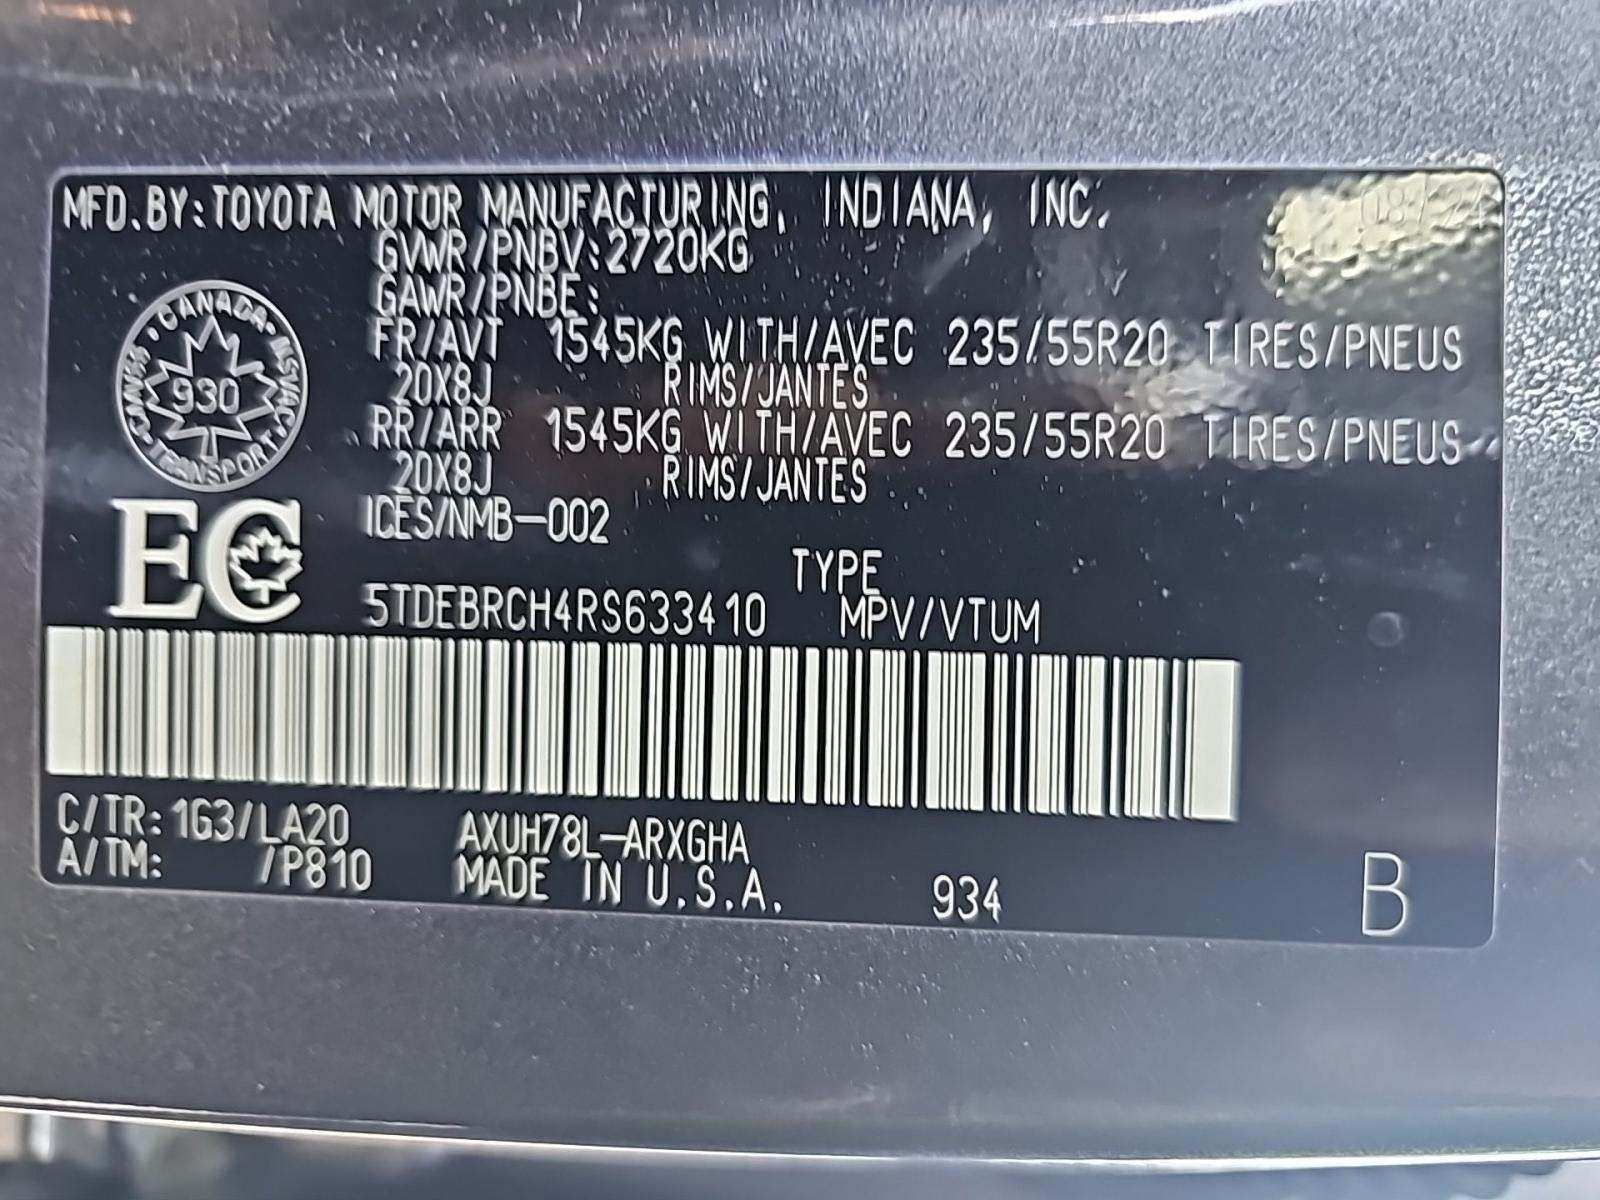 MFD.BY:TOYOTA MOTOR MANUFACTURING, INDIANA, INC.
08/24
GVWR/PNBV:2720KG
GAWR/PNBE:
FR/AVT 1545KG WITH/AVEC 235/55R20 TIRES/PNEUS
20X8J RIMS/JANTES
RR/ARR 1545KG WITH/AVEC 235/55R20 TIRES/PNEUS
20X8J RIMS/JANTES
ICES/NMB-002
CANADA
930
TRANSPORT
EC
TYPE
5TDEBRCH4RS633410 MPV/VTUM
C/TR:1G3/LA20 AXUH78L-ARXGHA
A/TM: /P810 MADE IN U.S.A. 934
B